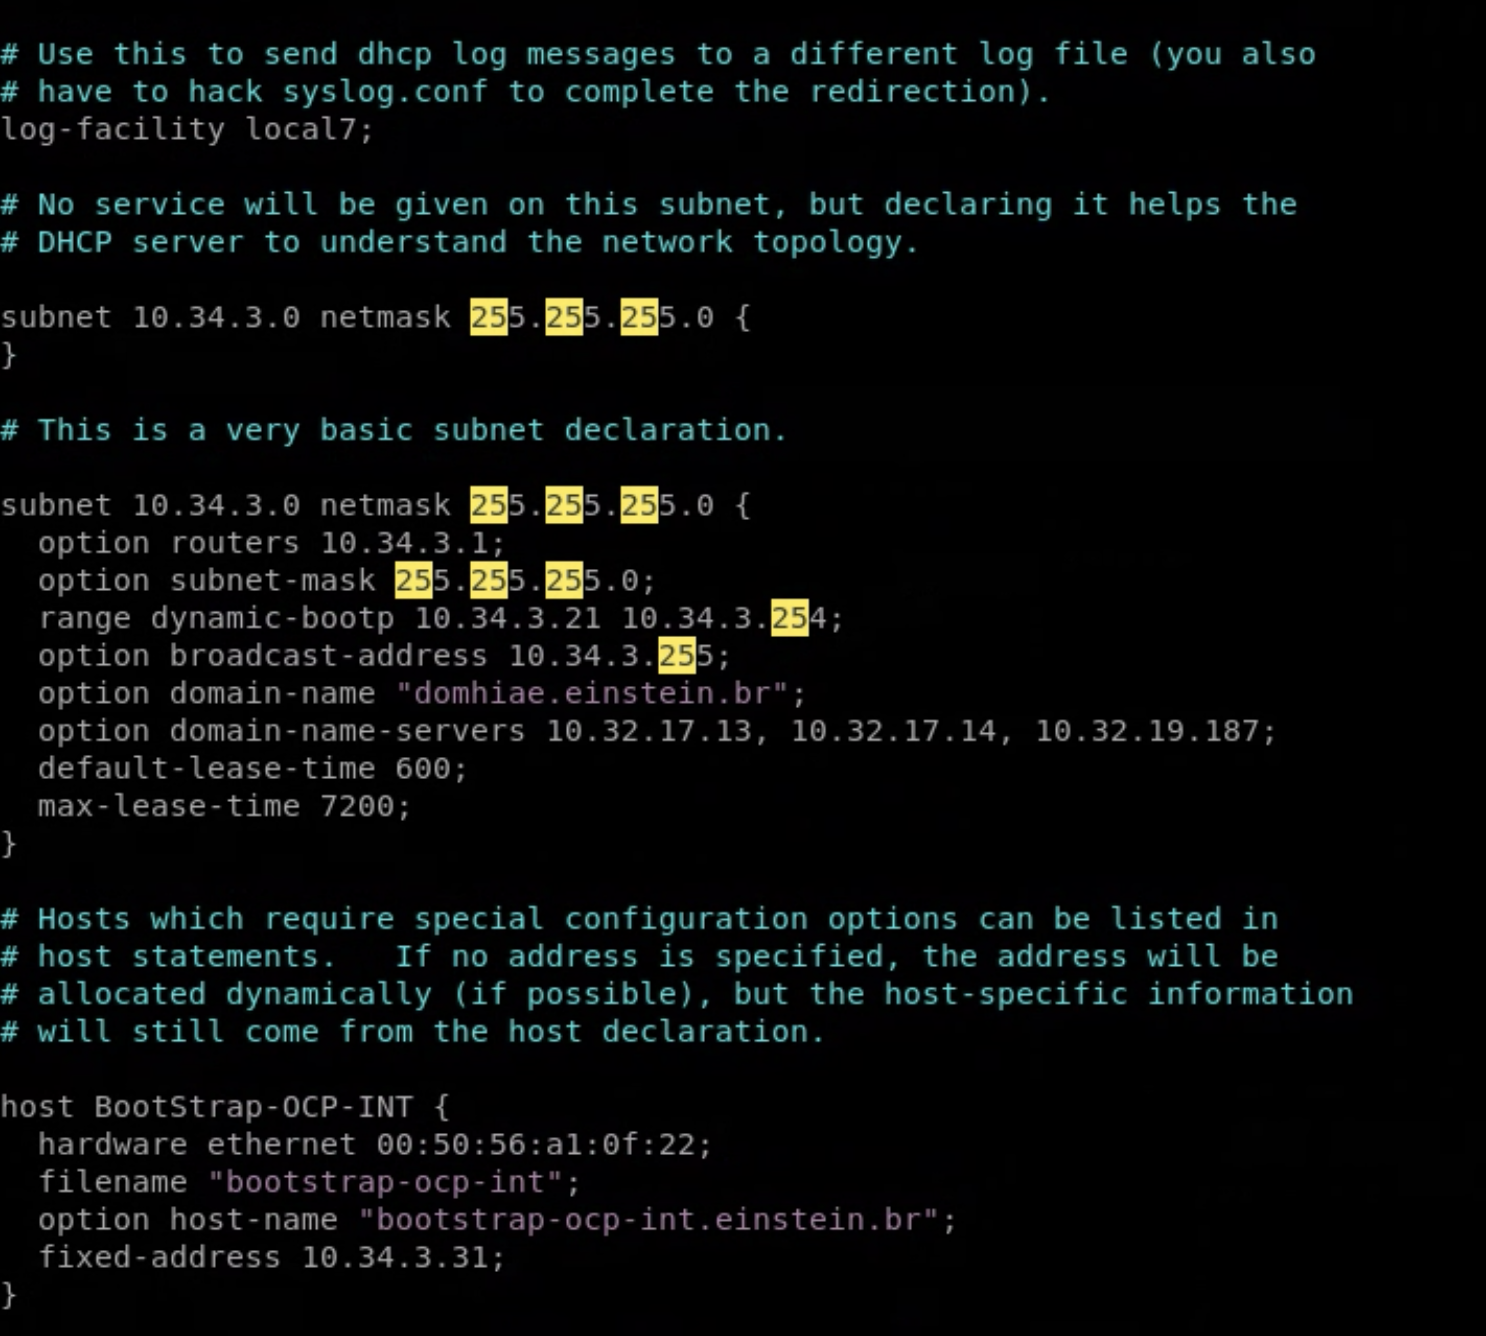 # Use this to send dhcp log messages to a different log file (you also
# have to hack syslog.conf to complete the redirection).
log-facility local7;
# No service will be given on this subnet, but declaring it helps the
# DHCP server to understand the network topology.
subnet 10.34.3.0 netmask 255.255.255.0 {
}
# This is a very basic subnet declaration.
subnet 10.34.3.0 netmask 255.255.255.0 {
  option routers 10.34.3.1;
  option subnet-mask 255.255.255.0;
  range dynamic-bootp 10.34.3.21 10.34.3.254;
  option broadcast-address 10.34.3.255;
  option domain-name "domhiae.einstein.br";
  option domain-name-servers 10.32.17.13, 10.32.17.14, 10.32.19.187;
  default-lease-time 600;
  max-lease-time 7200;
}
# Hosts which require special configuration options can be listed in
# host statements.   If no address is specified, the address will be
# allocated dynamically (if possible), but the host-specific information
# will still come from the host declaration.
host BootStrap-OCP-INT {
  hardware ethernet 00:50:56:a1:0f:22;
  filename "bootstrap-ocp-int";
  option host-name "bootstrap-ocp-int.einstein.br";
  fixed-address 10.34.3.31;
}